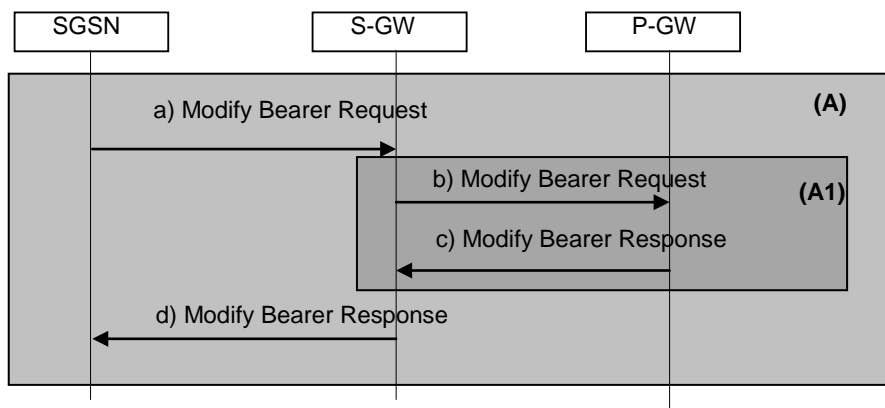 SGSN
S-GW
P-GW
(A)
a) Modify Bearer Request
b) Modify Bearer Request
(A1)
c) Modify Bearer Response
d) Modify Bearer Response